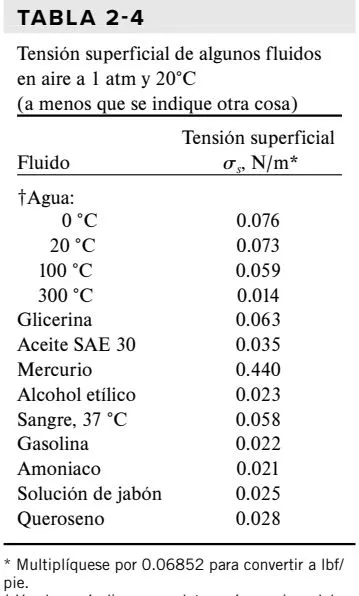 TABLA 2-4
Tensión superficial de algunos fluidos
en aire a 1 atm y 20°C
(a menos que se indique otra cosa)
Tensión superficial
Fluido σs, N/m*
†Agua:
0 °C 0.076
20 °C 0.073
100 °C 0.059
300 °C 0.014
Glicerina 0.063
Aceite SAE 30 0.035
Mercurio 0.440
Alcohol etílico 0.023
Sangre, 37 °C 0.058
Gasolina 0.022
Amoniaco 0.021
Solución de jabón 0.025
Queroseno 0.028
* Multiplíquese por 0.06852 para convertir a lbf/
pie.